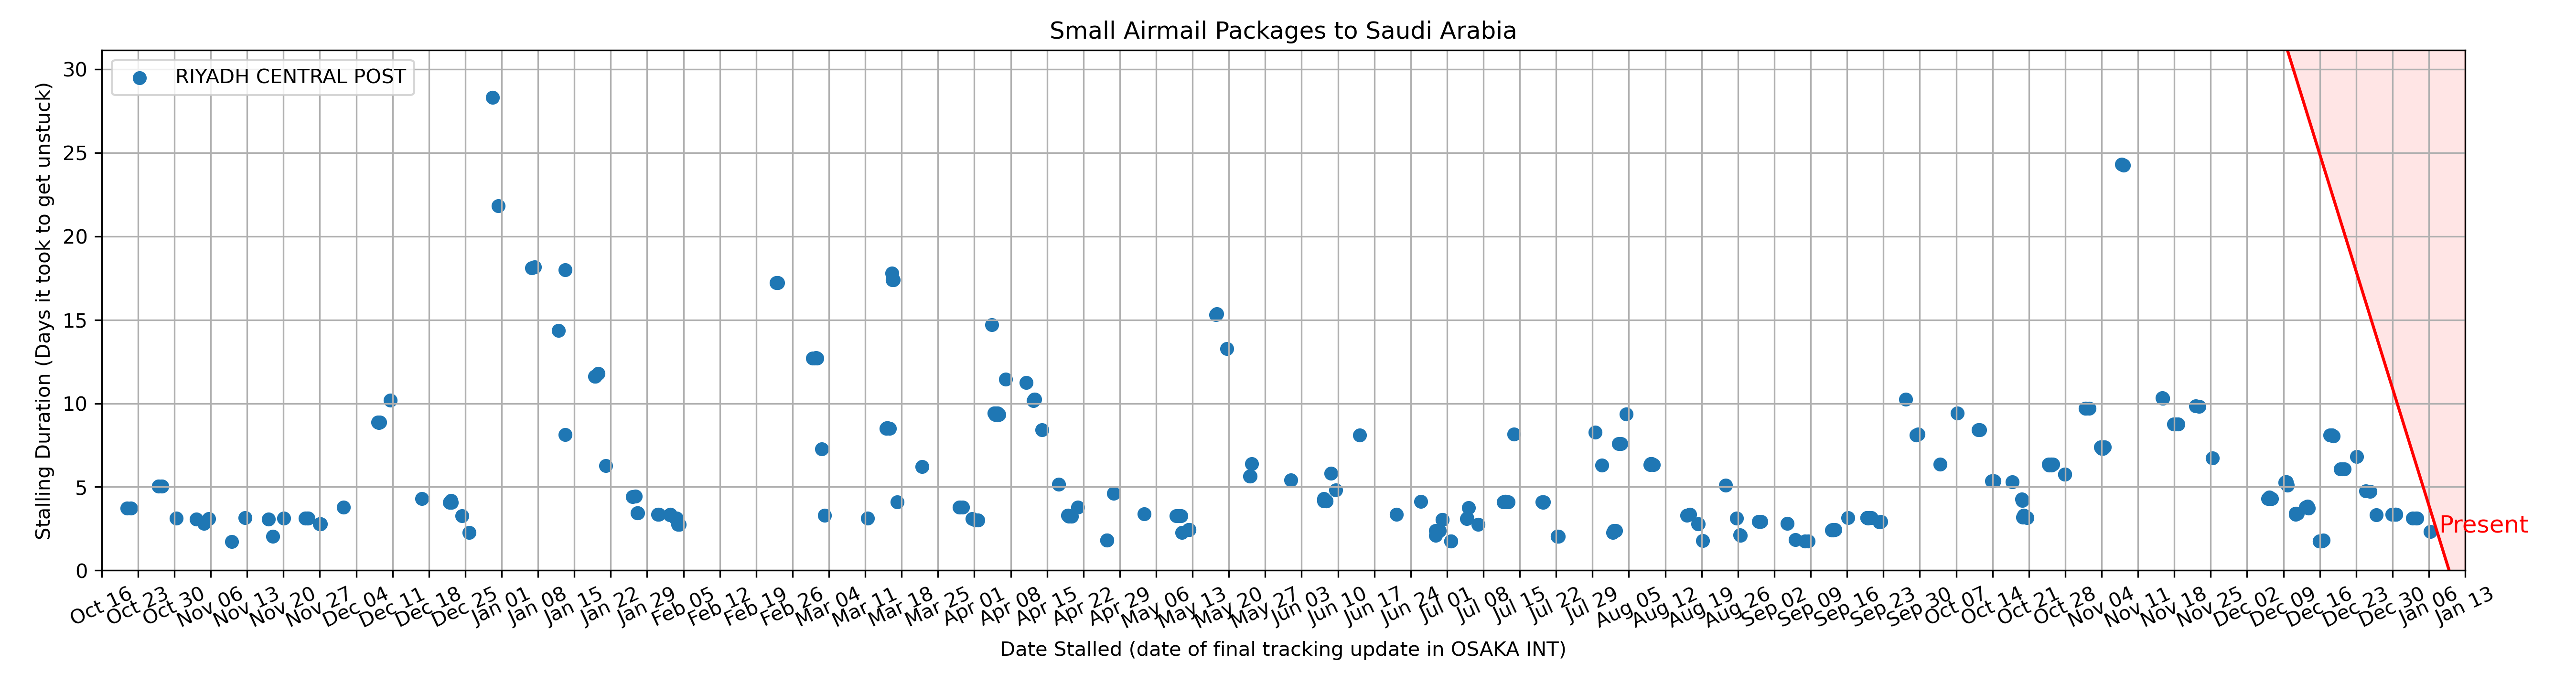 Small Airmail Packages to Saudi Arabia
RIYADH CENTRAL POST
Stalling Duration (Days it took to get unstuck)
30
25
20
15
10
5
0
Present
Oct 16 Oct 23 Oct 30 Nov 06 Nov 13 Nov 20 Nov 27 Dec 04 Dec 11 Dec 18 Dec 25 Jan 01 Jan 08 Jan 15 Jan 22 Jan 29 Feb 05 Feb 12 Feb 19 Feb 26 Mar 04 Mar 11 Mar 18 Mar 25 Apr 01 Apr 08 Apr 15 Apr 22 Apr 29 May 06 May 13 May 20 May 27 Jun 03 Jun 10 Jun 17 Jun 24 Jul 01 Jul 08 Jul 15 Jul 22 Jul 29 Aug 05 Aug 12 Aug 19 Aug 26 Sep 02 Sep 09 Sep 16 Sep 23 Sep 30 Oct 07 Oct 14 Oct 21 Oct 28 Nov 04 Nov 11 Nov 18 Nov 25 Dec 02 Dec 09 Dec 16 Dec 23 Dec 30 Jan 06 Jan 13
Date Stalled (date of final tracking update in OSAKA INT)